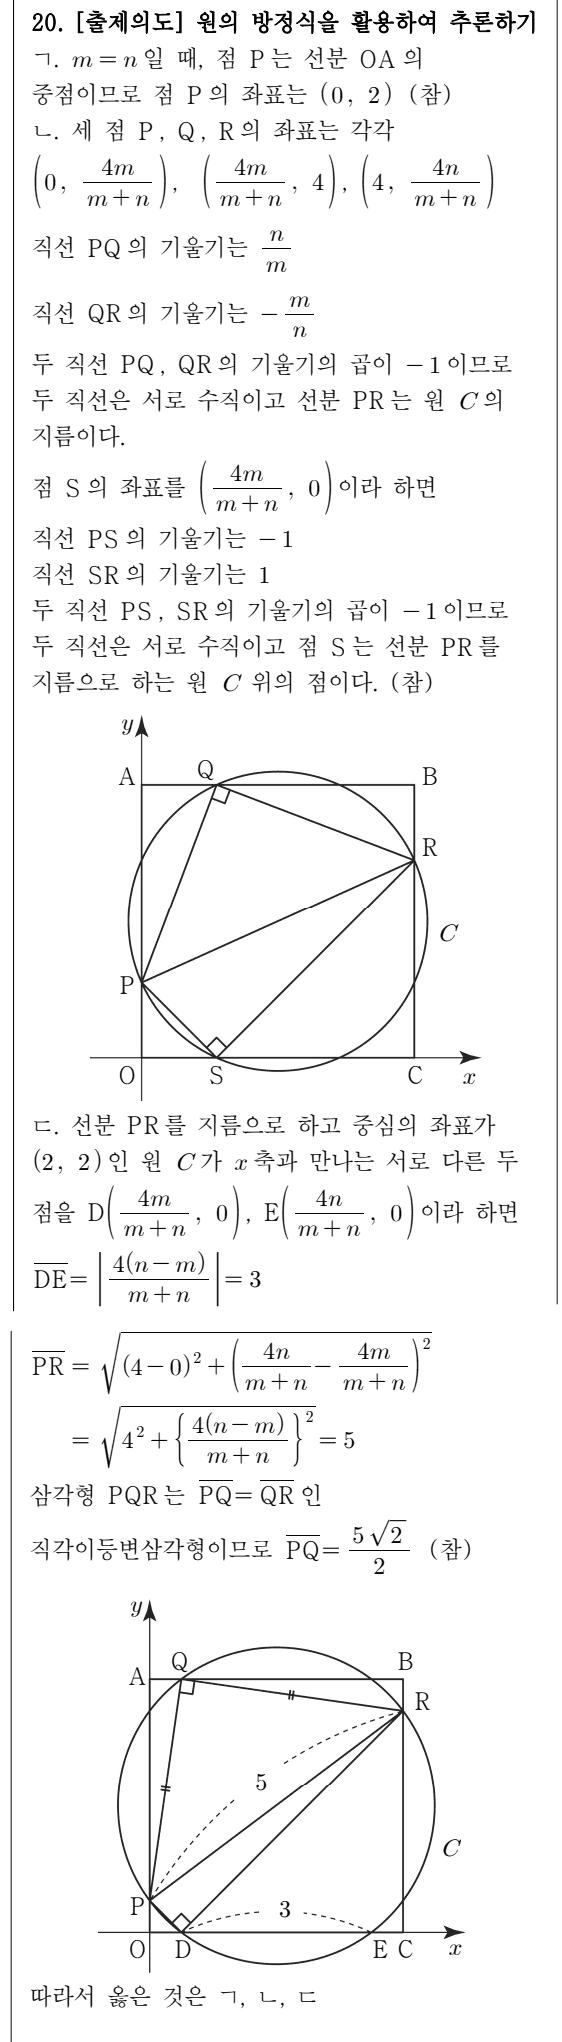 20. [출제의도] 원의 방정식을 활용하여 추론하기
ㄱ. m=n일 때, 점 P는 선분 OA의
중점이므로 점 P의 좌표는 (0, 2) (참)
ㄴ. 세 점 P, Q, R의 좌표는 각각
(0, 4m/(m+n)), (4m/(m+n), 4), (4, 4n/(m+n))
직선 PQ의 기울기는 n/m
직선 QR의 기울기는 −m/n
두 직선 PQ, QR의 기울기의 곱이 −1이므로
두 직선은 서로 수직이고 선분 PR는 원 C의
지름이다.
점 S의 좌표를 (4m/(m+n), 0)이라 하면
직선 PS의 기울기는 −1
직선 SR의 기울기는 1
두 직선 PS, SR의 기울기의 곱이 −1이므로
두 직선은 서로 수직이고 점 S는 선분 PR를
지름으로 하는 원 C 위의 점이다. (참)
y
A Q B
R
C
P
O S C x
ㄷ. 선분 PR를 지름으로 하고 중심의 좌표가
(2, 2)인 원 C가 x축과 만나는 서로 다른 두
점을 D(4m/(m+n), 0), E(4n/(m+n), 0)이라 하면
D̅E̅=|4(n−m)/(m+n)|=3
P̅R̅=√((4−0)²+(4n/(m+n)−4m/(m+n))²)
=√(4²+{4(n−m)/(m+n)}²)=5
삼각형 PQR는 P̅Q̅=Q̅R̅인
직각이등변삼각형이므로 P̅Q̅=5√2/2 (참)
y
A Q B
R
5
C
P
3
O D E C x
따라서 옳은 것은 ㄱ, ㄴ, ㄷ